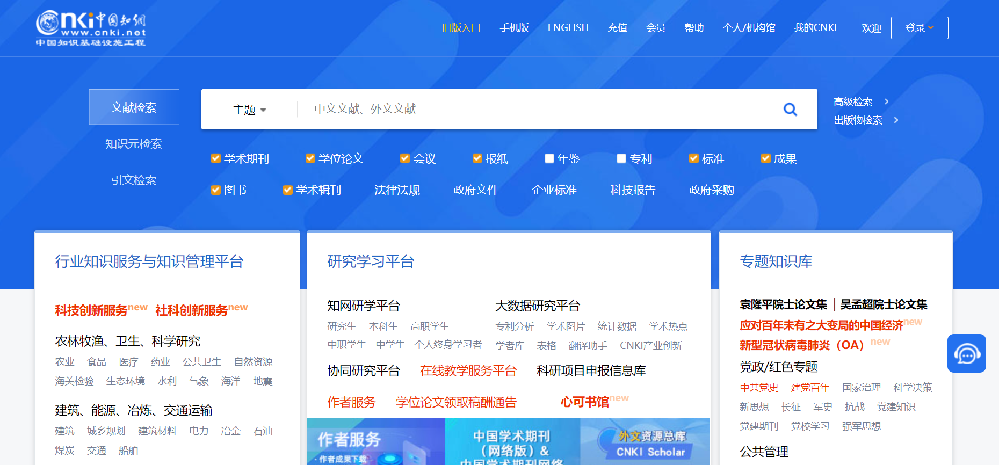 cnki中国知网
www.cnki.net
中国知识基础设施工程
旧版入口 手机版 ENGLISH 充值 会员 帮助 个人/机构馆 我的CNKI 欢迎 登录
文献检索
知识元检索
引文检索
主题 中文文献、外文文献
高级检索 >
出版物检索 >
学术期刊 学位论文 会议 报纸 年鉴 专利 标准 成果
图书 学术辑刊 法律法规 政府文件 企业标准 科技报告 政府采购
行业知识服务与知识管理平台
科技创新服务new 社科创新服务new
农林牧渔、卫生、科学研究
农业 食品 医疗 药业 公共卫生 自然资源
海关检验 生态环境 水利 气象 海洋 地震
建筑、能源、冶炼、交通运输
建筑 城乡规划 建筑材料 电力 冶金 石油
煤炭 交通 船舶
研究学习平台
知网研学平台
研究生 本科生 高职学生
中职学生 中学生 个人终身学习者
大数据研究平台
专利分析 学术图片 统计数据 学术热点
学者库 表格 翻译助手 CNKI产业创新
协同研究平台 在线教学服务平台 科研项目申报信息库
作者服务 学位论文领取稿酬通告 心可书馆new
作者服务
·作者成果下载
中国学术期刊
（网络版）&
中国学术期刊网络
外文资源总库
CNKI Scholar
专题知识库
袁隆平院士论文集｜吴孟超院士论文集
应对百年未有之大变局的中国经济new
新型冠状病毒肺炎（OA）new
党政/红色专题
中共党史 建党百年 国家治理 科学决策
新思想 长征 军史 抗战 党建知识
党建期刊 党校学习 强军思想
公共管理